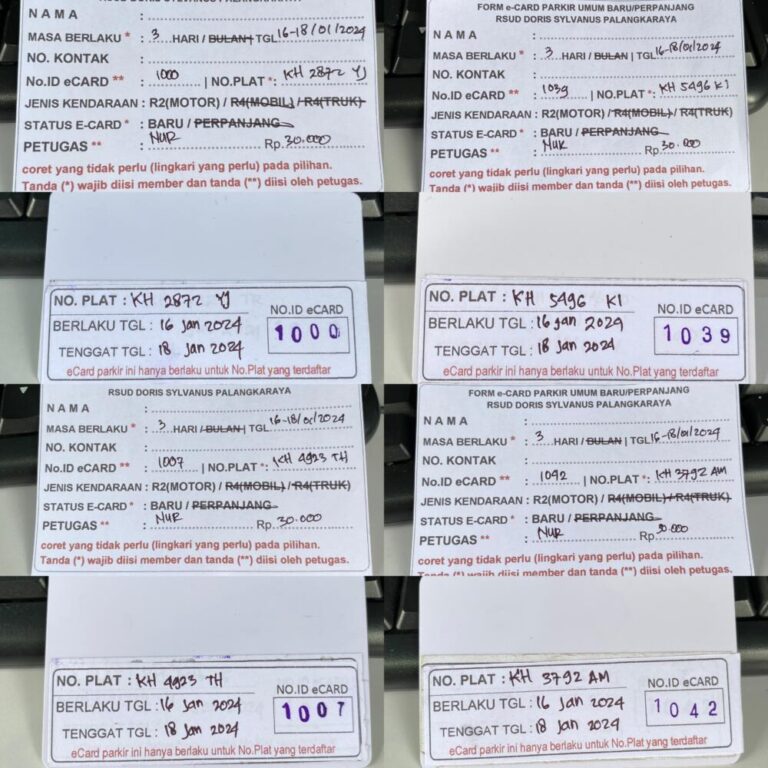 RSUD DORIS SYLVANUS PALANGKARAYA
N A M A :
MASA BERLAKU * : 3 HARI / BULAN | TGL 16-18/01/2024
NO. KONTAK :
No.ID eCARD ** : 1000 | NO.PLAT * : KH 2872 YJ
JENIS KENDARAAN : R2(MOTOR) / R4(MOBIL) / R4(TRUK)
STATUS E-CARD * : BARU / PERPANJANG
PETUGAS ** : NUR Rp. 30.000
coret yang tidak perlu (lingkari yang perlu) pada pilihan.
Tanda (*) wajib diisi member dan tanda (**) diisi oleh petugas.
FORM e-CARD PARKIR UMUM BARU/PERPANJANG
RSUD DORIS SYLVANUS PALANGKARAYA
N A M A :
MASA BERLAKU * : 3 HARI / BULAN | TGL 16-18/01/2024
NO. KONTAK :
No.ID eCARD ** : 1039 | NO.PLAT * : KH 5496 KI
JENIS KENDARAAN : R2(MOTOR) / R4(MOBIL) / R4(TRUK)
STATUS E-CARD * : BARU / PERPANJANG
PETUGAS ** : NUR Rp. 30.000
coret yang tidak perlu (lingkari yang perlu) pada pilihan.
Tanda (*) wajib diisi member dan tanda (**) diisi oleh petugas.
NO. PLAT : KH 2872 YJ
NO.ID eCARD
BERLAKU TGL : 16 Jan 2024
1000
TENGGAT TGL : 18 Jan 2024
eCard parkir ini hanya berlaku untuk No.Plat yang terdaftar
NO. PLAT : KH 5496 KI
NO.ID eCARD
BERLAKU TGL : 16 Jan 2024
1039
TENGGAT TGL : 18 Jan 2024
eCard parkir ini hanya berlaku untuk No.Plat yang terdaftar
RSUD DORIS SYLVANUS PALANGKARAYA
N A M A :
MASA BERLAKU * : 3 HARI / BULAN | TGL 16-18/01/2024
NO. KONTAK :
No.ID eCARD ** : 1007 | NO.PLAT * : KH 4923 TH
JENIS KENDARAAN : R2(MOTOR) / R4(MOBIL) / R4(TRUK)
STATUS E-CARD * : BARU / PERPANJANG
PETUGAS ** : NUR Rp. 30.000
coret yang tidak perlu (lingkari yang perlu) pada pilihan.
Tanda (*) wajib diisi member dan tanda (**) diisi oleh petugas.
FORM e-CARD PARKIR UMUM BARU/PERPANJANG
RSUD DORIS SYLVANUS PALANGKARAYA
N A M A :
MASA BERLAKU * : 3 HARI / BULAN | TGL 16-18/01/2024
NO. KONTAK :
No.ID eCARD ** : 1042 | NO.PLAT * : KH 3792 AM
JENIS KENDARAAN : R2(MOTOR) / R4(MOBIL) / R4(TRUK)
STATUS E-CARD * : BARU / PERPANJANG
PETUGAS ** : NUR Rp. 30.000
coret yang tidak perlu (lingkari yang perlu) pada pilihan.
Tanda (*) wajib diisi member dan tanda (**) diisi oleh petugas.
NO. PLAT : KH 4923 TH
NO.ID eCARD
BERLAKU TGL : 16 Jan 2024
1007
TENGGAT TGL : 18 Jan 2024
eCard parkir ini hanya berlaku untuk No.Plat yang terdaftar
NO. PLAT : KH 3792 AM
NO.ID eCARD
BERLAKU TGL : 16 Jan 2024
1042
TENGGAT TGL : 18 Jan 2024
eCard parkir ini hanya berlaku untuk No.Plat yang terdaftar